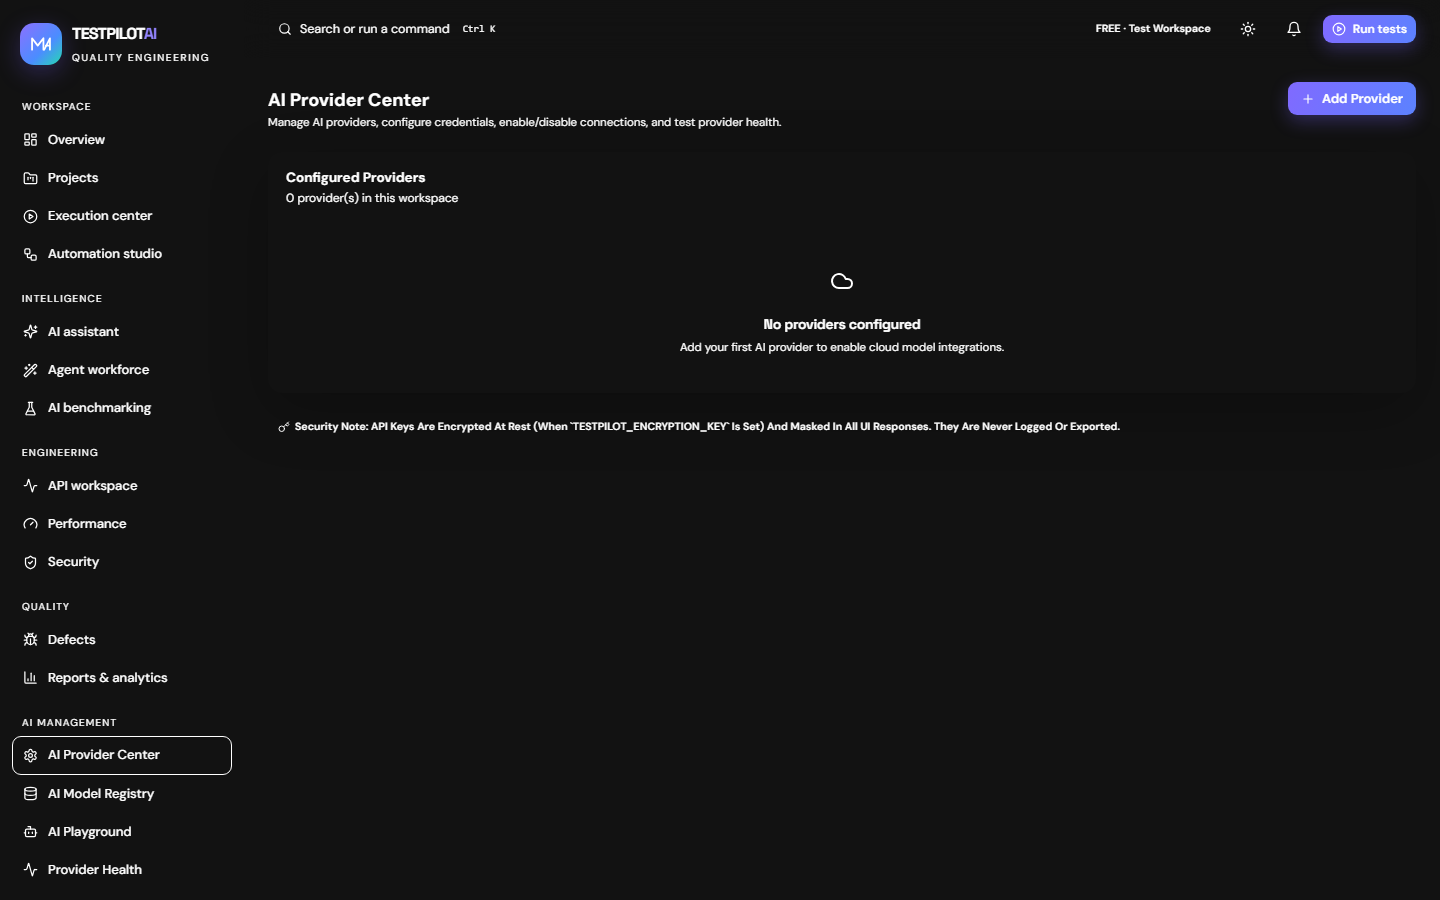 TESTPILOTAI
QUALITY ENGINEERING
Search or run a command Ctrl K
FREE · Test Workspace
Run tests
WORKSPACE
Overview
Projects
Execution center
Automation studio
INTELLIGENCE
AI assistant
Agent workforce
AI benchmarking
ENGINEERING
API workspace
Performance
Security
QUALITY
Defects
Reports & analytics
AI MANAGEMENT
AI Provider Center
AI Model Registry
AI Playground
Provider Health
AI Provider Center
Manage AI providers, configure credentials, enable/disable connections, and test provider health.
Add Provider
Configured Providers
0 provider(s) in this workspace
No providers configured
Add your first AI provider to enable cloud model integrations.
Security Note: API Keys Are Encrypted At Rest (When `TESTPILOT_ENCRYPTION_KEY` Is Set) And Masked In All UI Responses. They Are Never Logged Or Exported.